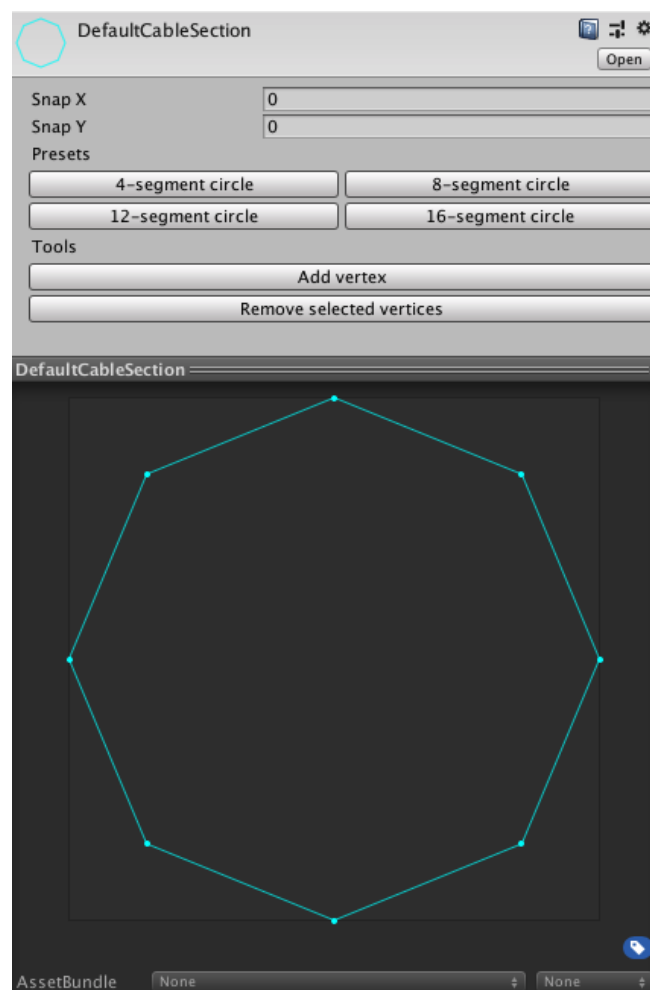 DefaultCableSection
Open
Snap X 0
Snap Y 0
Presets
4-segment circle 8-segment circle
12-segment circle 16-segment circle
Tools
Add vertex
Remove selected vertices
DefaultCableSection
AssetBundle None None